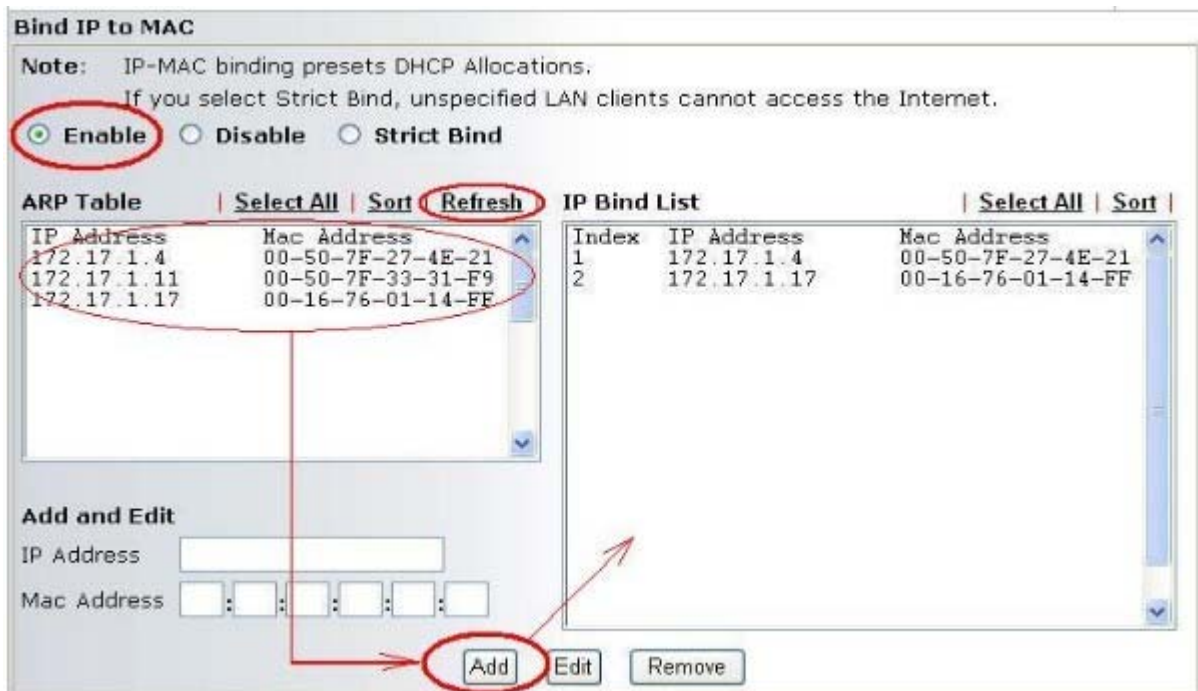 Bind IP to MAC
Note: IP-MAC binding presets DHCP Allocations.
If you select Strict Bind, unspecified LAN clients cannot access the Internet.
Enable Disable Strict Bind
ARP Table | Select All | Sort | Refresh
IP Address Mac Address
172.17.1.4 00-50-7F-27-4E-21
172.17.1.11 00-50-7F-33-31-F9
172.17.1.17 00-16-76-01-14-FF
IP Bind List | Select All | Sort |
Index IP Address Mac Address
1 172.17.1.4 00-50-7F-27-4E-21
2 172.17.1.17 00-16-76-01-14-FF
Add and Edit
IP Address
Mac Address : : : : :
Add Edit Remove